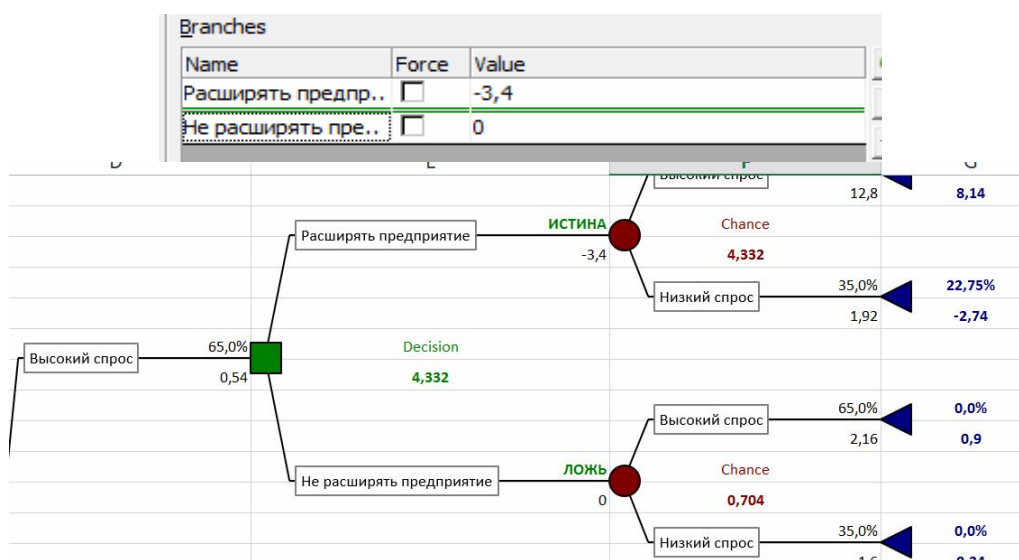 Branches
Name Force Value
Расширять предпр.. -3,4
Не расширять пре.. 0
Высокий спрос
12,8 8,14
ИСТИНА Chance
Расширять предприятие
-3,4 4,332
35,0% 22,75%
Низкий спрос
1,92 -2,74
65,0% Decision
Высокий спрос
0,54 4,332
65,0% 0,0%
Высокий спрос
2,16 0,9
ЛОЖЬ Chance
Не расширять предприятие
0 0,704
35,0% 0,0%
Низкий спрос